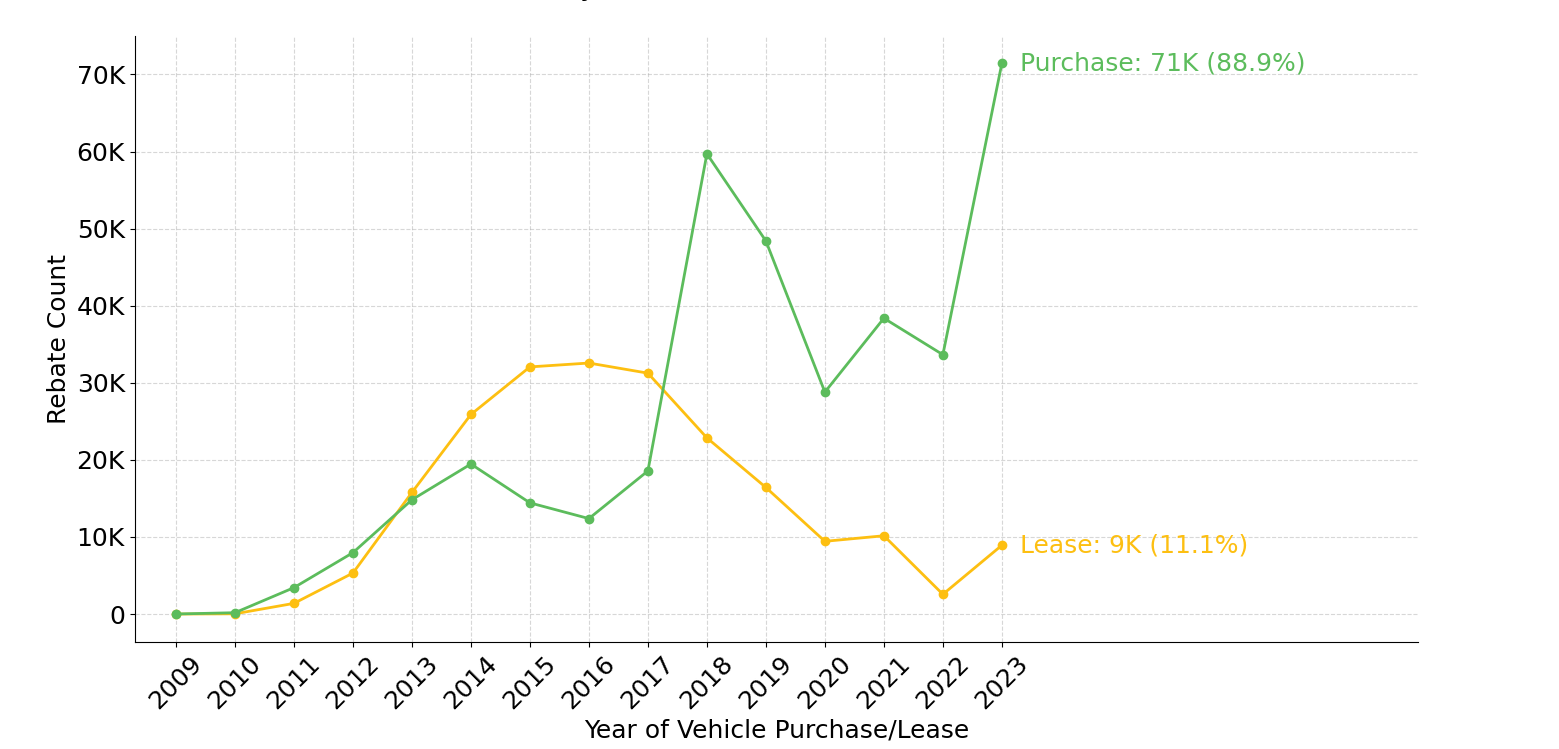 70K
60K
50K
40K
30K
20K
10K
0
Rebate Count
Purchase: 71K (88.9%)
Lease: 9K (11.1%)
2009
2010
2011
2012
2013
2014
2015
2016
2017
2018
2019
2020
2021
2022
2023
Year of Vehicle Purchase/Lease